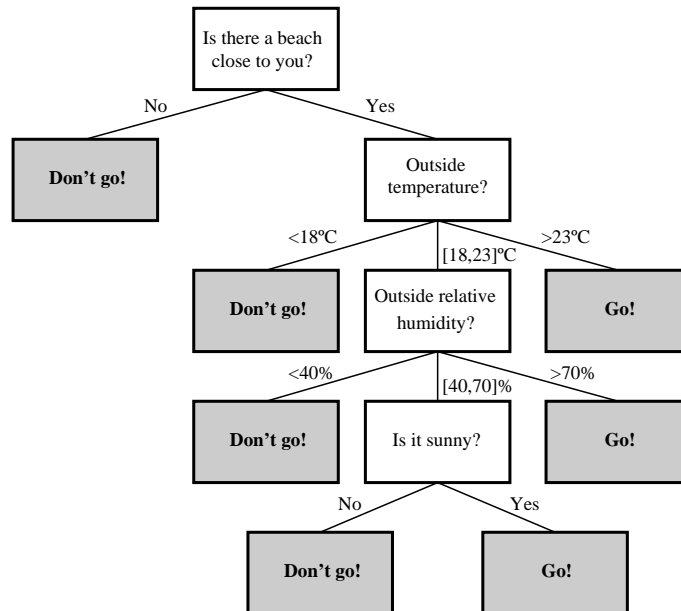 Is there a beach
close to you?
No
Yes
Don't go!
Outside
temperature?
<18ºC
[18,23]ºC
>23ºC
Don't go!
Outside relative
humidity?
Go!
<40%
[40,70]%
>70%
Don't go!
Is it sunny?
Go!
No
Yes
Don't go!
Go!